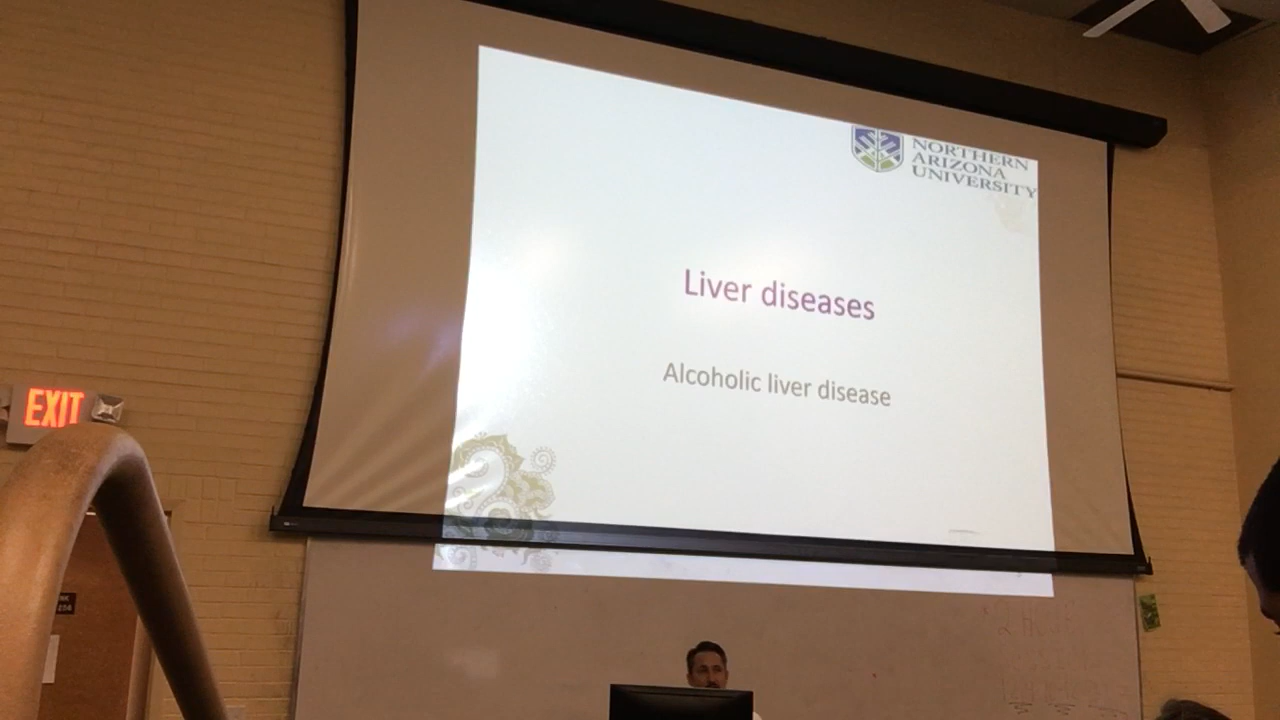 NORTHERN
ARIZONA
UNIVERSITY
Liver diseases
Alcoholic liver disease
EXIT